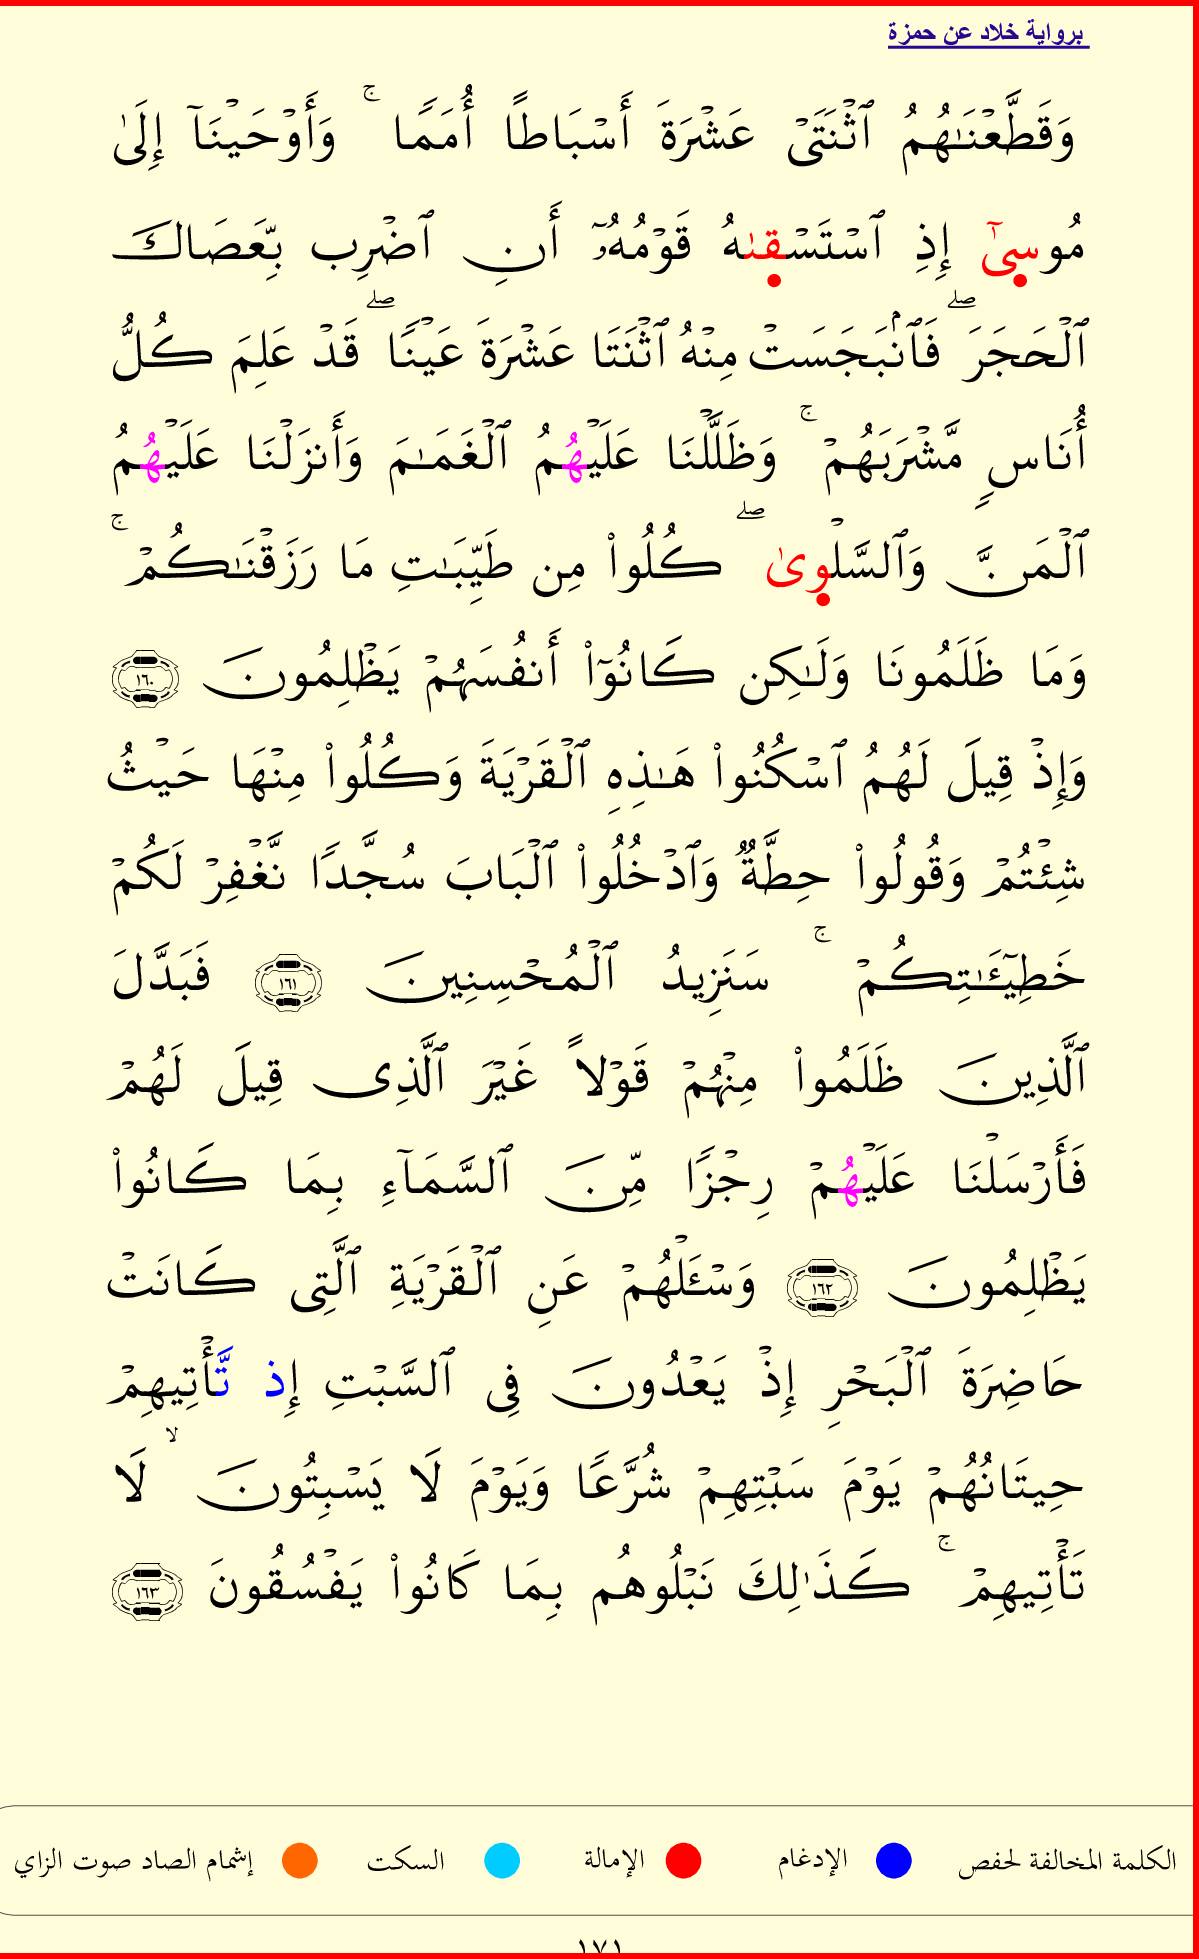 برواية خلاد عن حمزة
وَقَطَّعْنَـٰهُمُ ٱثْنَتَىْ عَشْرَةَ أَسْبَاطًا أُمَمًا ۚ وَأَوْحَيْنَآ إِلَىٰ
مُوسِىٰٓ إِذِ ٱسْتَسْقِىٰهُ قَوْمُهُۥٓ أَنِ ٱضْرِب بِّعَصَاكَ
ٱلْحَجَرَ ۖ فَٱنۢبَجَسَتْ مِنْهُ ٱثْنَتَا عَشْرَةَ عَيْنًا ۖ قَدْ عَلِمَ كُلُّ
أُنَاسٍ مَّشْرَبَهُمْ ۚ وَظَلَّلْنَا عَلَيْهُمُ ٱلْغَمَـٰمَ وَأَنزَلْنَا عَلَيْهُمُ
ٱلْمَنَّ وَٱلسَّلْوِىٰ ۖ كُلُوا۟ مِن طَيِّبَـٰتِ مَا رَزَقْنَـٰكُمْ ۚ
وَمَا ظَلَمُونَا وَلَـٰكِن كَانُوٓا۟ أَنفُسَهُمْ يَظْلِمُونَ ١٦٠
وَإِذْ قِيلَ لَهُمُ ٱسْكُنُوا۟ هَـٰذِهِ ٱلْقَرْيَةَ وَكُلُوا۟ مِنْهَا حَيْثُ
شِئْتُمْ وَقُولُوا۟ حِطَّةٌ وَٱدْخُلُوا۟ ٱلْبَابَ سُجَّدًا نَّغْفِرْ لَكُمْ
خَطِيٓـَٔـٰتِكُمْ ۚ سَنَزِيدُ ٱلْمُحْسِنِينَ ١٦١ فَبَدَّلَ
ٱلَّذِينَ ظَلَمُوا۟ مِنْهُمْ قَوْلاً غَيْرَ ٱلَّذِى قِيلَ لَهُمْ
فَأَرْسَلْنَا عَلَيْهُمْ رِجْزًا مِّنَ ٱلسَّمَآءِ بِمَا كَانُوا۟
يَظْلِمُونَ ١٦٢ وَسْـَٔلْهُمْ عَنِ ٱلْقَرْيَةِ ٱلَّتِى كَانَتْ
حَاضِرَةَ ٱلْبَحْرِ إِذْ يَعْدُونَ فِى ٱلسَّبْتِ إِذ تَّأْتِيهِمْ
حِيتَانُهُمْ يَوْمَ سَبْتِهِمْ شُرَّعًا وَيَوْمَ لَا يَسْبِتُونَ ۙ لَا
تَأْتِيهِمْ ۚ كَذَٰلِكَ نَبْلُوهُم بِمَا كَانُوا۟ يَفْسُقُونَ ١٦٣
الكلمة المخالفة لحفص الإدغام الإمالة السكت إشمام الصاد صوت الزاي
١٧١